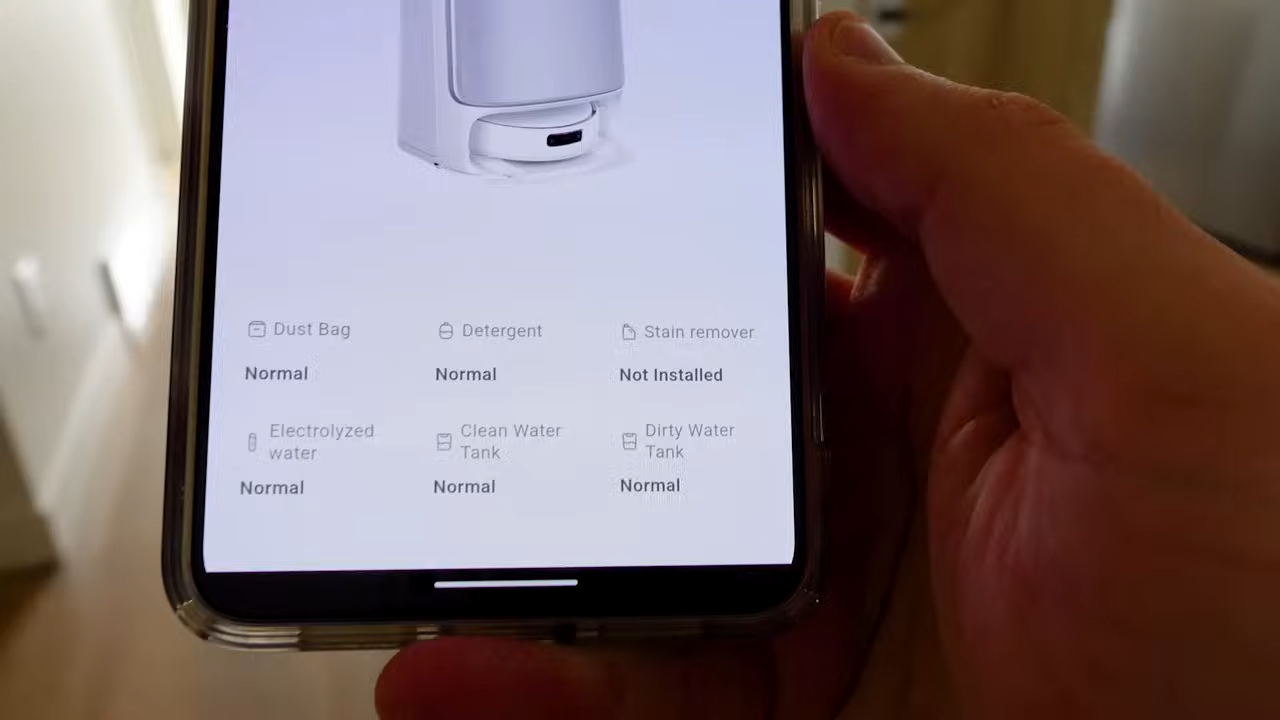 Dust Bag
Detergent
Stain remover
Normal
Normal
Not Installed
Electrolyzed
water
Clean Water
Tank
Dirty Water
Tank
Normal
Normal
Normal